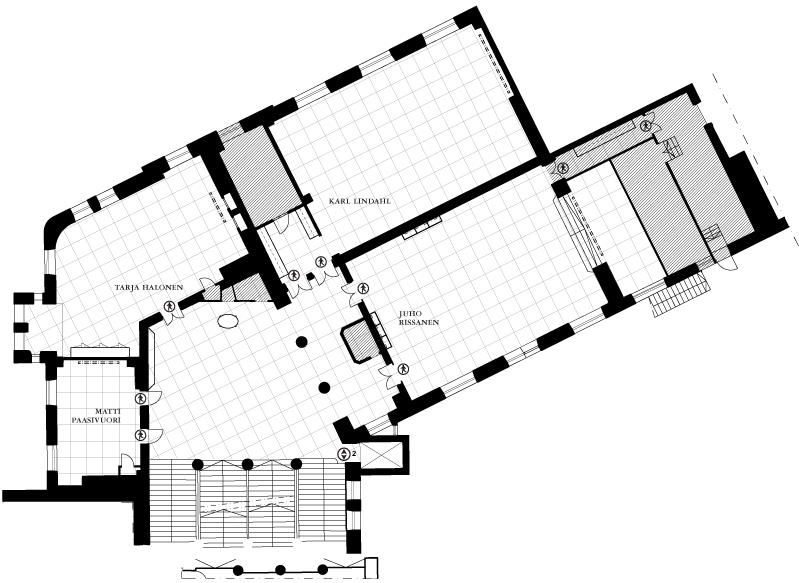 KARL LINDAHL
TARJA HALONEN
JUHO
RISSANEN
MATTI
PAASIVUORI
2